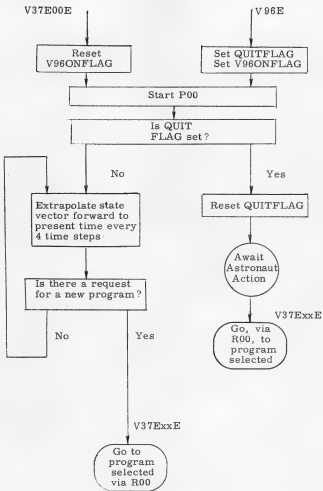 V37E00E
V96E
Reset
V96ONFLAG
Set QUITFLAG
Set V96ONFLAG
Start P00
Is QUIT
FLAG set?
No
Yes
Extrapolate state
vector forward to
present time every
4 time steps
Reset QUITFLAG
Await
Astronaut
Action
Is there a request
for a new program?
V37ExxE
No
Yes
Go, via
R00, to
program
selected
V37ExxE
Go to
program
selected
via R00